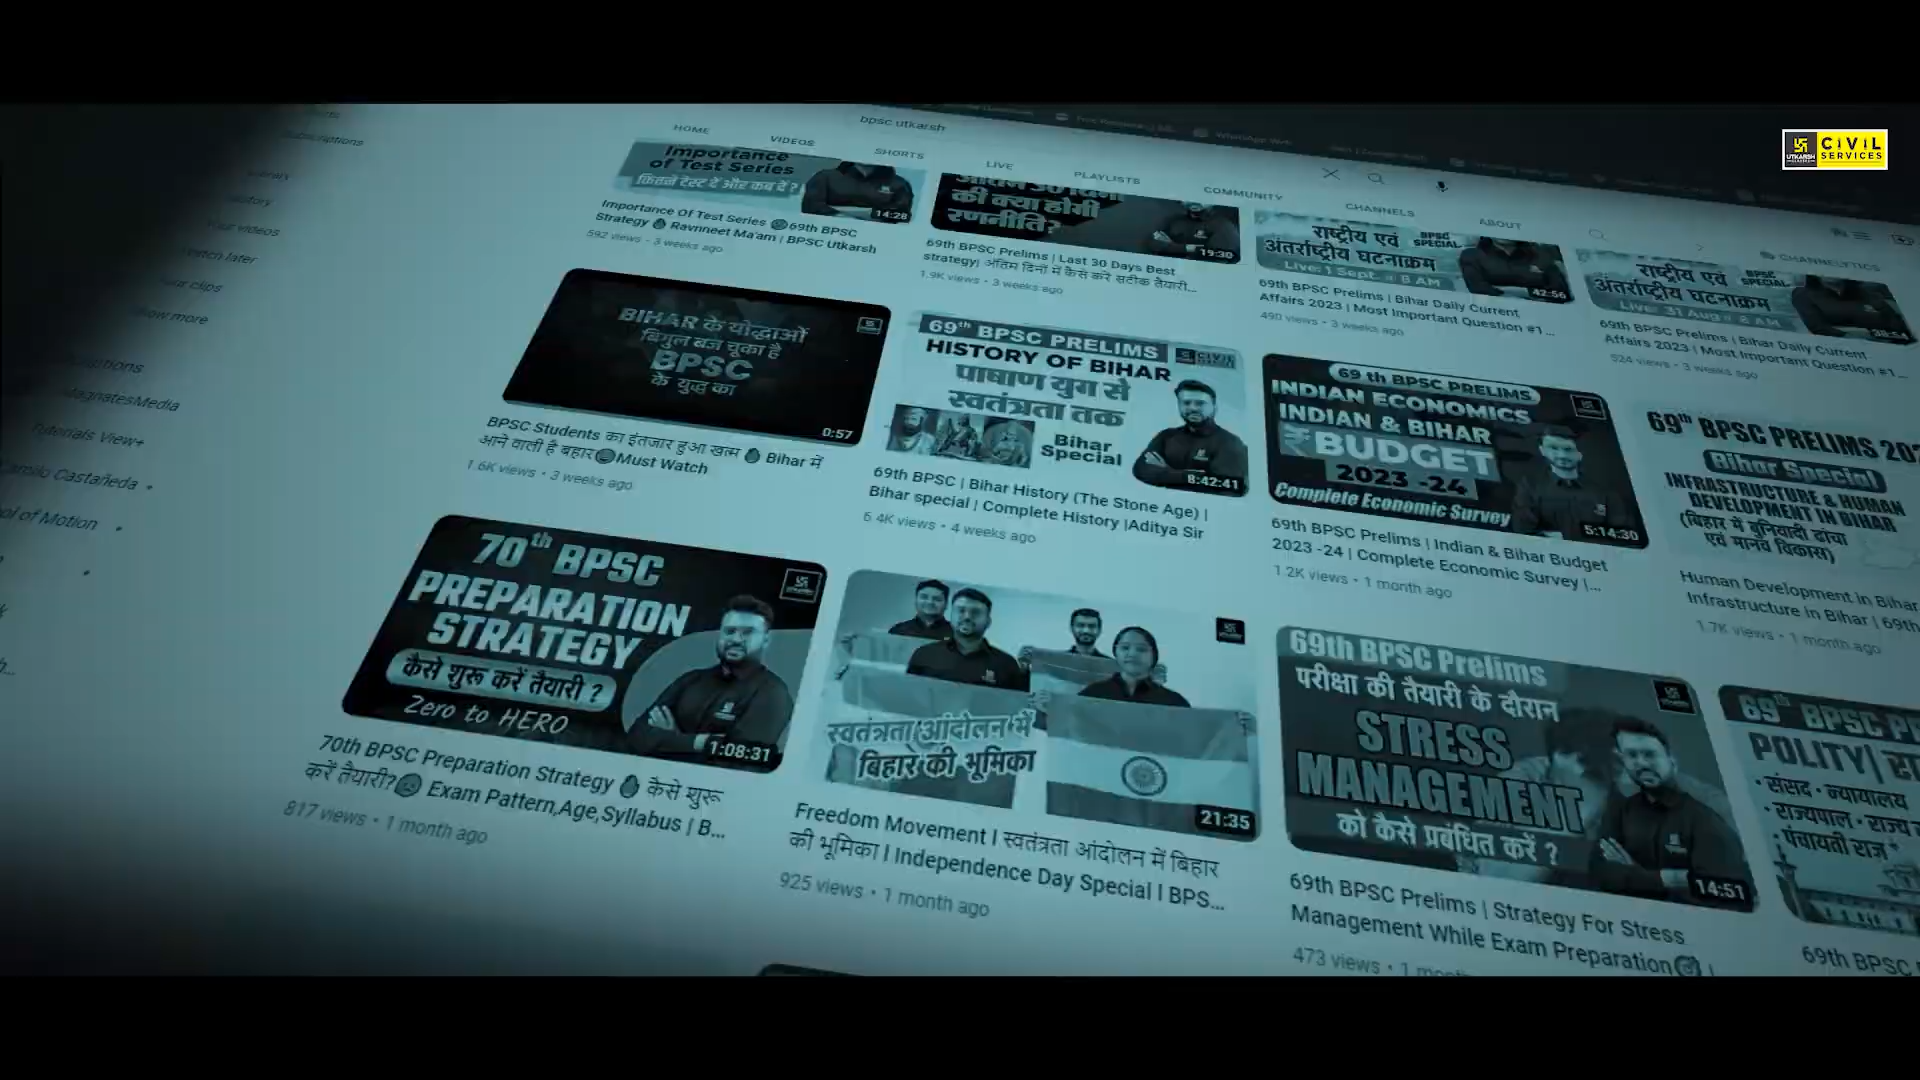 bpsc utkarsh
HOME
VIDEOS
SHORTS
LIVE
PLAYLISTS
COMMUNITY
CHANNELS
ABOUT
CHANNELYTICS
UTKARSH
CIVIL
SERVICES
Importance
of Test Series
कितने टेस्ट दें और कब दें ?
14:28
Importance Of Test Series 69th BPSC
Strategy Ravnneet Ma'am | BPSC Utkarsh
592 views • 3 weeks ago
की क्या होगी
रणनीति?
19:30
69th BPSC Prelims | Last 30 Days Best
strategy| अंतिम दिनों में कैसे करें सटीक तैयारी...
1.9K views • 3 weeks ago
राष्ट्रीय एवं
BPSC
SPECIAL
अंतर्राष्ट्रीय घटनाक्रम
Live: 1 Sept. 8 AM
42:56
69th BPSC Prelims | Bihar Daily Current
Affairs 2023 | Most Important Question #1...
490 views • 3 weeks ago
राष्ट्रीय एवं
BPSC
SPECIAL
अंतर्राष्ट्रीय घटनाक्रम
Live: 31 Aug 8 AM
69th BPSC Prelims | Bihar Daily Current
Affairs 2023 | Most Important Question #1...
524 views • 3 weeks ago
BIHAR के योद्धाओं
बिगुल बज चूका है
BPSC
के युद्ध का
0:57
BPSC Students का इंतजार हुआ खत्म Bihar में
आने वाली है बहार Must Watch
1.6K views • 3 weeks ago
69th BPSC PRELIMS
HISTORY OF BIHAR
पाषाण युग से
स्वतंत्रता तक
Bihar
Special
8:42:41
69th BPSC | Bihar History (The Stone Age) |
Bihar special | Complete History |Aditya Sir
6.4K views • 4 weeks ago
69 th BPSC PRELIMS
INDIAN ECONOMICS
INDIAN & BIHAR
BUDGET
2023 -24
Complete Economic Survey
5:14:30
69th BPSC Prelims | Indian & Bihar Budget
2023 -24 | Complete Economic Survey |...
1.2K views • 1 month ago
69th BPSC PRELIMS 202
Bihar Special
INFRASTRUCTURE & HUMAN
DEVELOPMENT IN BIHAR
(बिहार में बुनियादी ढांचा
एवं मानव विकास)
Human Development in Bihar
Infrastructure in Bihar | 69th
1.7K views • 1 month ago
70th BPSC
PREPARATION
STRATEGY
कैसे शुरू करें तैयारी ?
Zero to HERO
1:08:31
70th BPSC Preparation Strategy कैसे शुरू
करें तैयारी? Exam Pattern,Age,Syllabus | B...
817 views • 1 month ago
स्वतंत्रता आंदोलन में
बिहार की भूमिका
21:35
Freedom Movement I स्वतंत्रता आंदोलन में बिहार
की भूमिका I Independence Day Special I BPS...
925 views • 1 month ago
69th BPSC Prelims
परीक्षा की तैयारी के दौरान
STRESS
MANAGEMENT
को कैसे प्रबंधित करें ?
14:51
69th BPSC Prelims | Strategy For Stress
Management While Exam Preparation |
473 views • 1 month
69th BPSC P
POLITY|
• संसद • न्यायालय
• राज्यपाल • राज्य
• पंचायती राज
69th BPSC